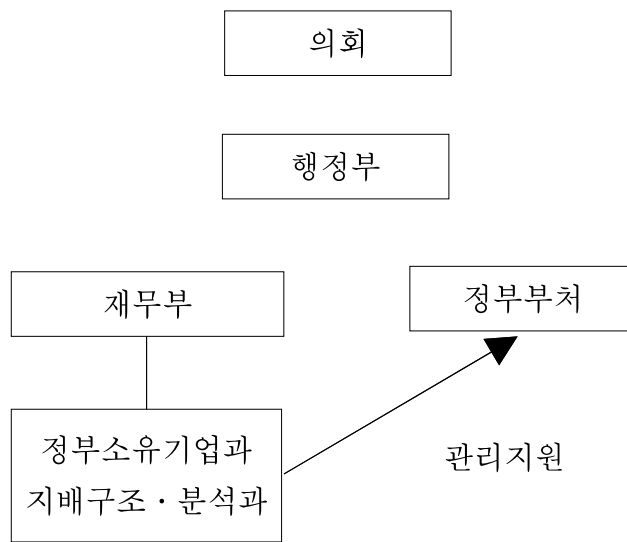 의회
행정부
재무부
정부부처
정부소유기업과
지배구조·분석과
관리지원